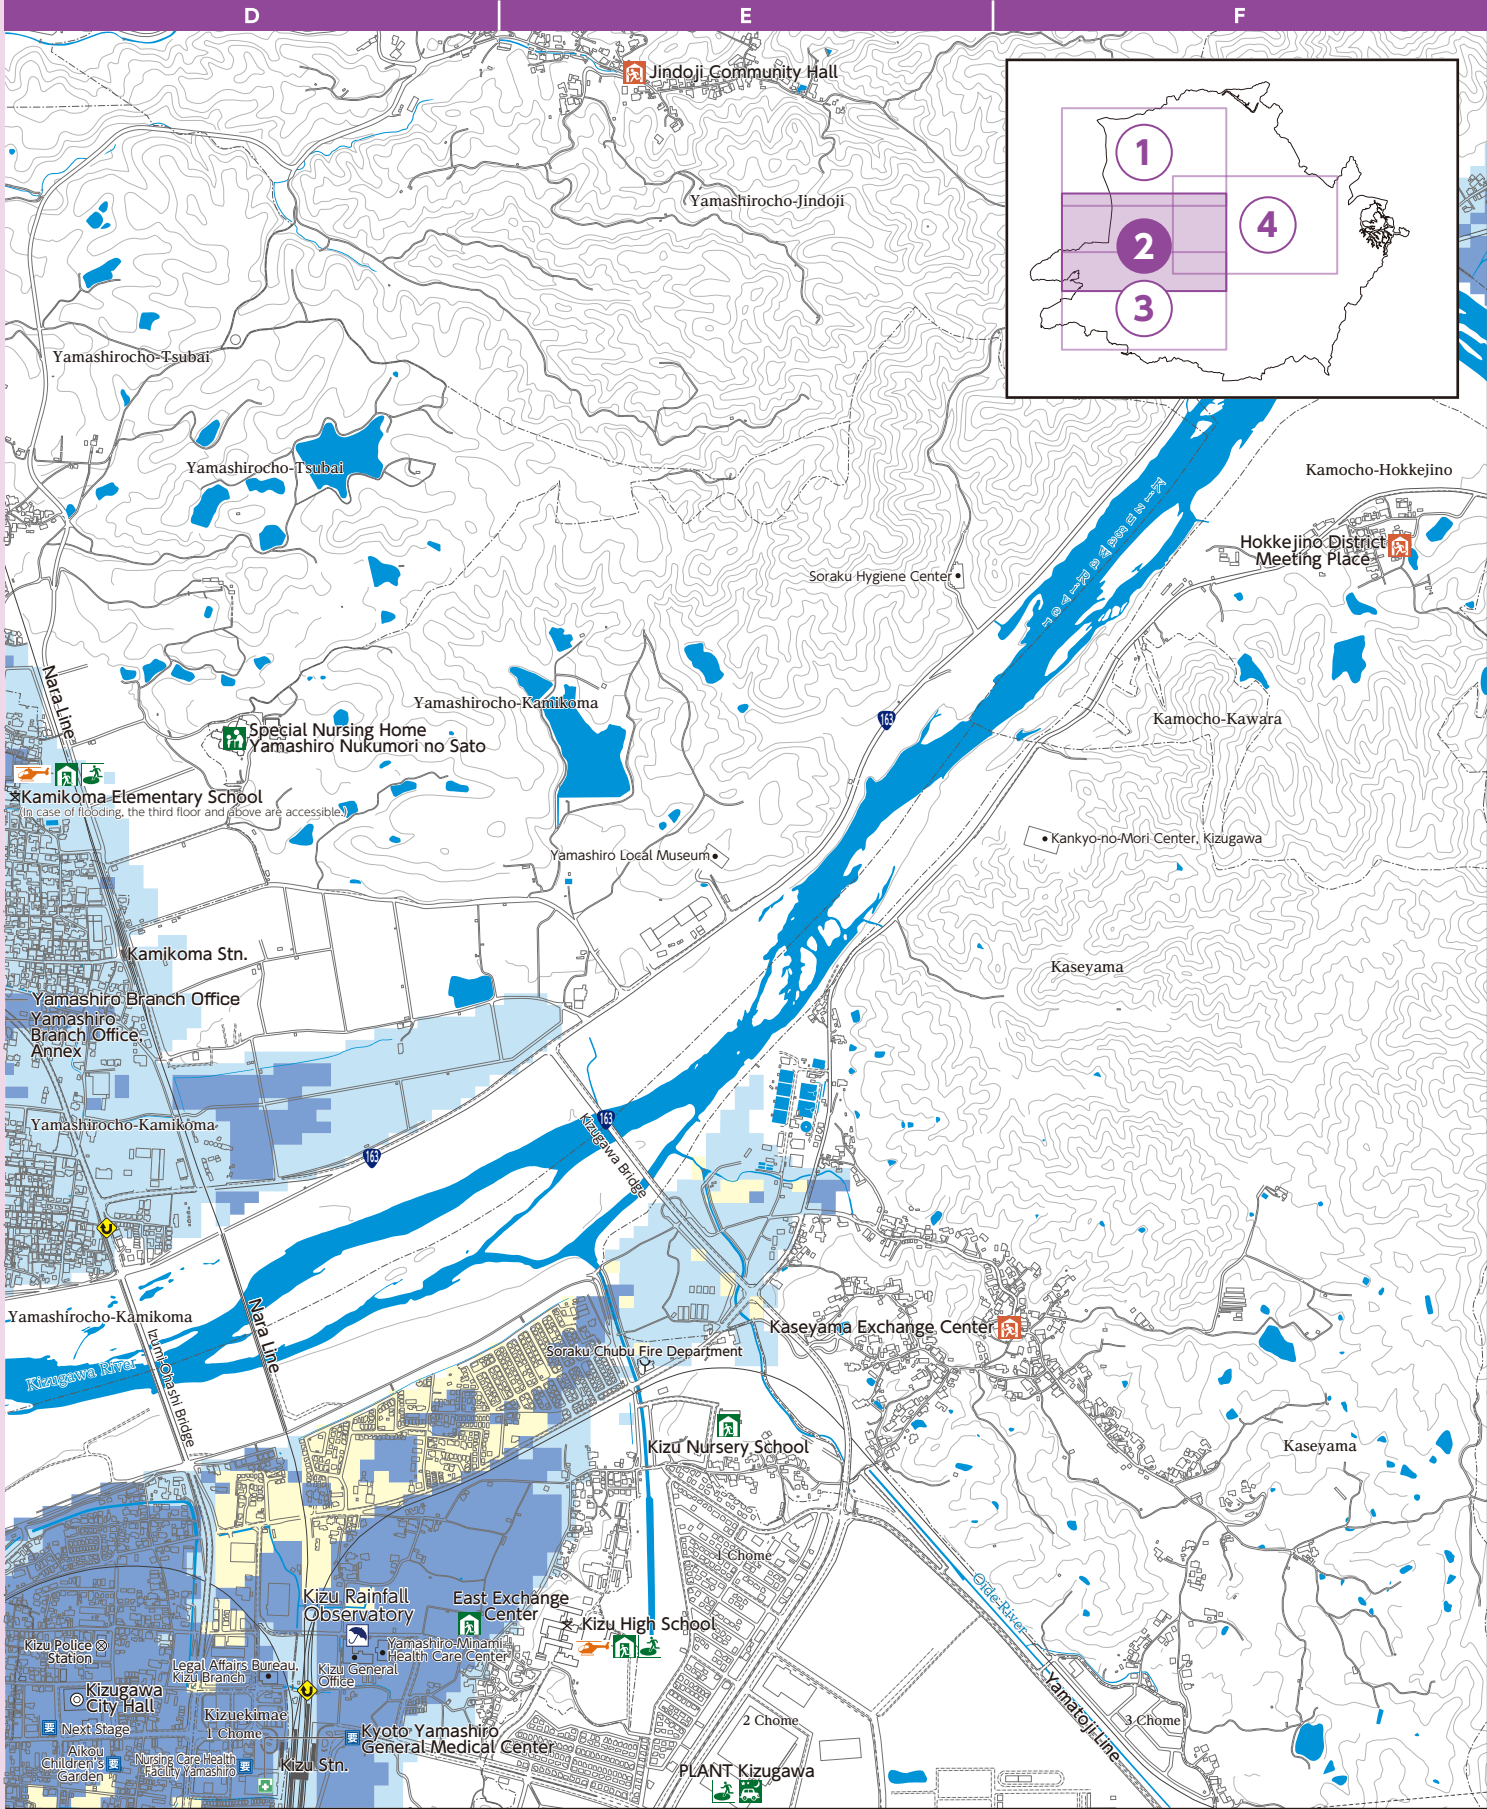 D
E
F
Jindoji Community Hall
1
2
3
4
Yamashirocho-Jindoji
Yamashirocho-Tsubai
Yamashirocho-Tsubai
Kamocho-Hokkejino
Hokkejino District
Meeting Place
Kizugawa River
Soraku Hygiene Center
Nara Line
Yamashirocho-Kamikoma
163
Kamocho-Kawara
Special Nursing Home
Yamashiro Nukumori no Sato
Kamikoma Elementary School
(In case of flooding, the third floor and above are accessible.)
Kankyo-no-Mori Center, Kizugawa
Yamashiro Local Museum
Kamikoma Stn.
Kaseyama
Yamashiro Branch Office
Yamashiro
Branch Office,
Annex
Yamashirocho-Kamikoma
163
Kizugawa Bridge
163
Yamashirocho-Kamikoma
Kizugawa River
Izumi-Ohashi Bridge
Nara Line
Kaseyama Exchange Center
Soraku Chubu Fire Department
Kizu Nursery School
Kaseyama
1 Chome
Kizu Rainfall
Observatory
East Exchange
Center
Kizu High School
Oide River
Kizu Police
Station
Yamashiro-Minami
Health Care Center
Legal Affairs Bureau,
Kizu Branch
Kizu General
Office
Kizugawa
City Hall
Kizuekimae
1 Chome
要 Next Stage
2 Chome
3 Chome
Yamatoji Line
要 Kyoto Yamashiro
General Medical Center
Aikou
Children's 要
Garden
Nursing Care Health 要
Facility Yamashiro
Kizu Stn.
PLANT Kizugawa